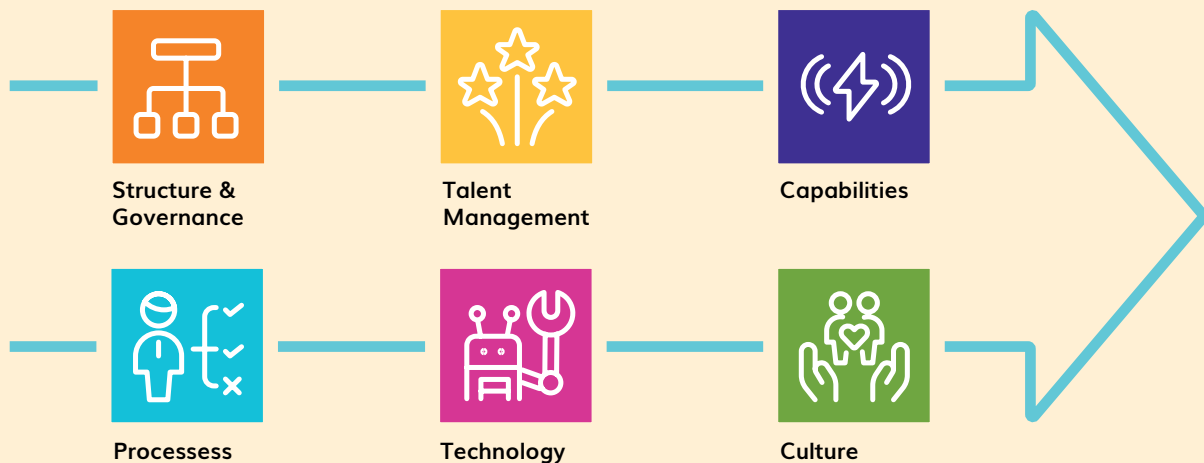 Structure &
Governance
Talent
Management
Capabilities
Processess
Technology
Culture